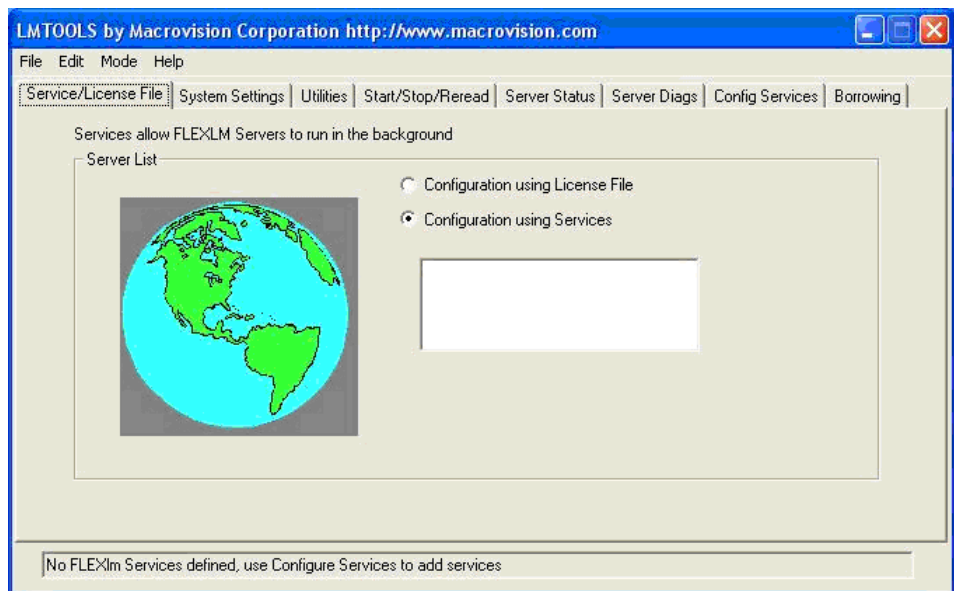 LMTOOLS by Macrovision Corporation http://www.macrovision.com
File Edit Mode Help
Service/License File System Settings Utilities Start/Stop/Reread Server Status Server Diags Config Services Borrowing
Services allow FLEXLM Servers to run in the background
Server List
Configuration using License File
Configuration using Services
No FLEXlm Services defined, use Configure Services to add services